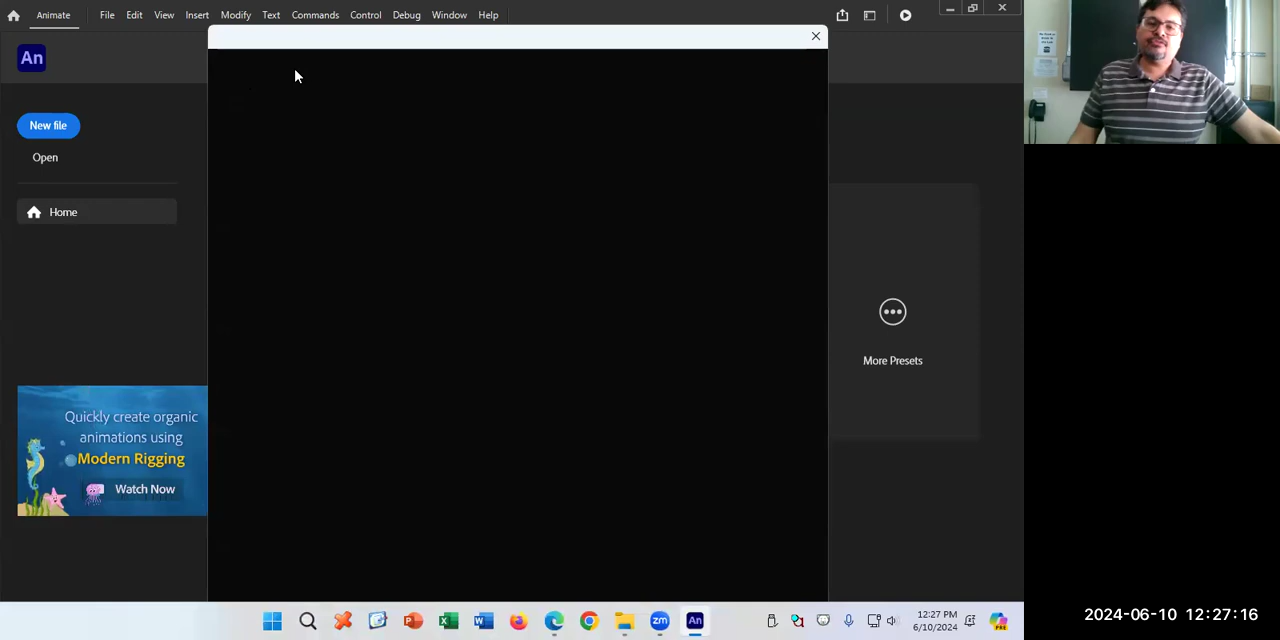 Animate File Edit View Insert Modify Text Commands Control Debug Window Help
An
New file
Open
Home
More Presets
Quickly create organic
animations using
Modern Rigging
Watch Now
zm An
12:27 PM
6/10/2024
2024-06-10 12:27:16